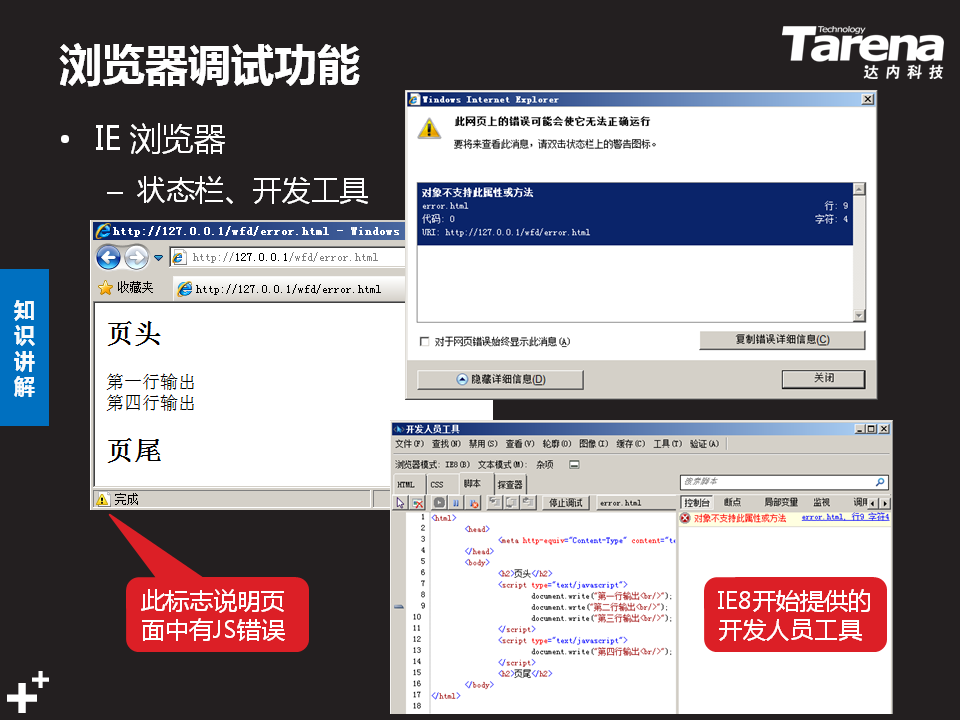 浏览器调试功能
Technology
Tarena
达内科技
• IE 浏览器
– 状态栏、开发工具
知识讲解
http://127.0.0.1/wfd/error.html - Windows
http://127.0.0.1/wfd/error.html
收藏夹
http://127.0.0.1/wfd/error.html
页头
第一行输出
第四行输出
页尾
完成
此标志说明页
面中有JS错误
Windows Internet Explorer
此网页上的错误可能会使它无法正确运行
要将来查看此消息，请双击状态栏上的警告图标。
对象不支持此属性或方法
error.html 行: 9
代码: 0 字符: 4
URI: http://127.0.0.1/wfd/error.html
对于网页错误始终显示此消息(A)
复制错误详细信息(C)
隐藏详细信息(D)
关闭
开发人员工具
文件(F) 查找(N) 禁用(S) 查看(V) 轮廓(O) 图像(I) 缓存(C) 工具(T) 验证(A)
浏览器模式: IE8(B) 文本模式(M): 杂项
HTML CSS 脚本 探查器
搜索脚本
停止调试 error.html
控制台 断点 局部变量 监视 调用
对象不支持此属性或方法 error.html, 行9 字符4
1 <html>
2 <head>
3 <meta http-equiv="Content-Type" content="te
4 </head>
5 <body>
6 <h2>页头</h2>
7 <script type="text/javascript">
8 document.write("第一行输出<br/>");
9 document.wrte("第二行输出<br/>");
10 document.write("第三行输出<br/>");
11 </script>
12 <script type="text/javascript">
13 document.write("第四行输出<br/>");
14 </script>
15 <h2>页尾</h2>
16 </body>
17 </html>
18
IE8开始提供的
开发人员工具